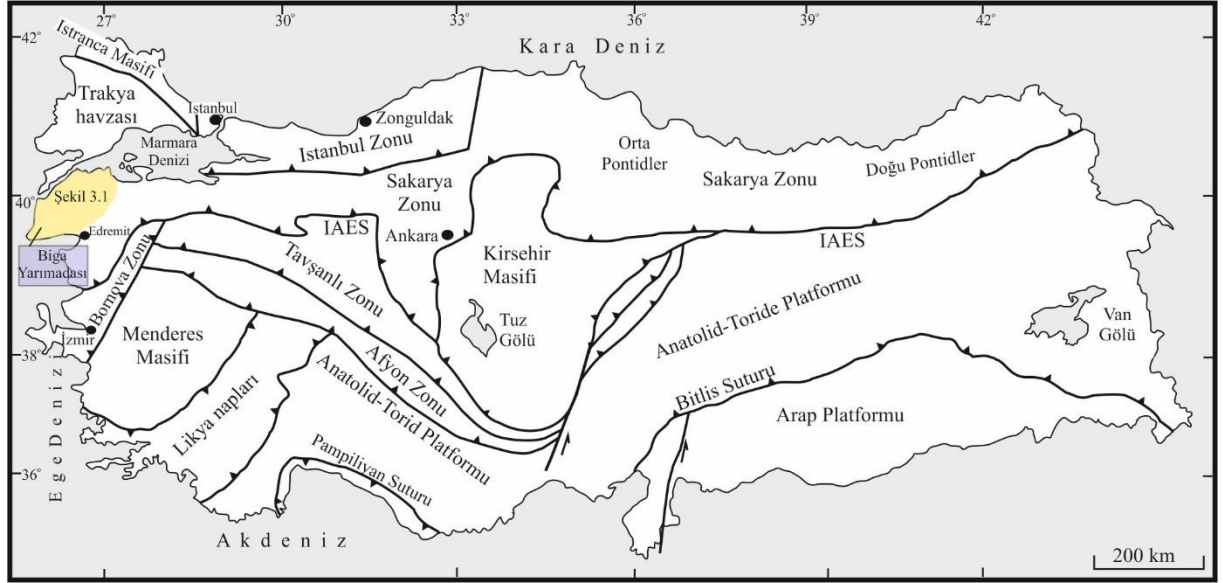 27°
30°
33°
36°
39°
42°
42°
40°
38°
36°
Kara Deniz
Istranca Masifi
Trakya
havzası
İstanbul
Marmara
Denizi
Zonguldak
Istanbul Zonu
Orta
Pontidler
Sakarya Zonu
Doğu Pontidler
Şekil 3.1
Sakarya
Zonu
Edremit
Biga
Yarımadası
Bornova Zonu
IAES
Ankara
IAES
Tavşanlı Zonu
Kirsehir
Masifi
İzmir
Menderes
Masifi
Tuz
Gölü
Anatolid-Toride Platformu
Van
Gölü
Afyon Zonu
Anatolid-Torid Platformu
Likya napları
Bitlis Suturu
Arap Platformu
Pampilivan Suturu
Ege Denizi
Akdeniz
200 km